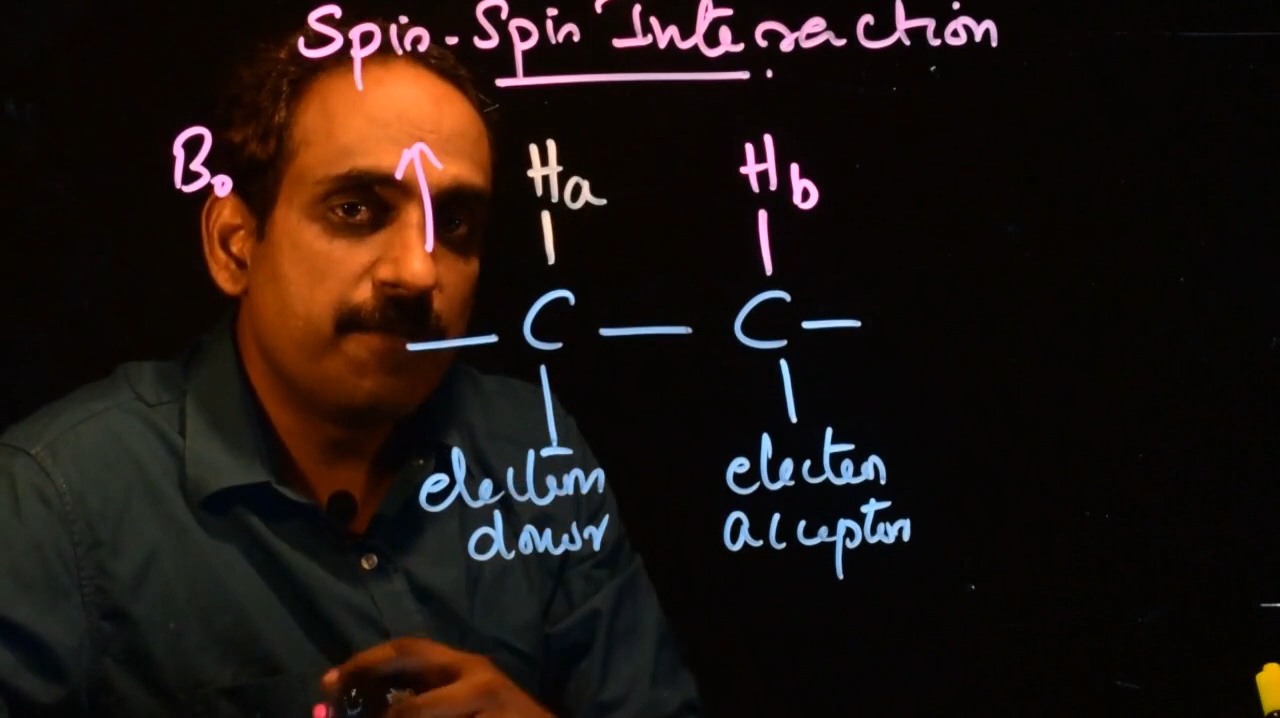 Spin-Spin Interaction
B₀
Ha Hb
C C
electron electron
donor acceptor